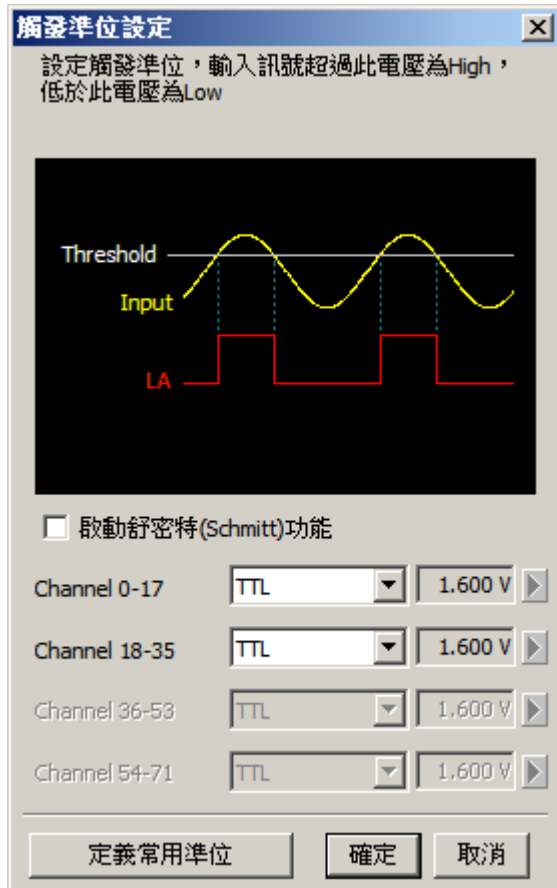 觸發準位設定
設定觸發準位，輸入訊號超過此電壓為High，
低於此電壓為Low
Threshold
Input
LA
啟動舒密特(Schmitt)功能
Channel 0-17 TTL 1.600 V
Channel 18-35 TTL 1.600 V
Channel 36-53 TTL 1.600 V
Channel 54-71 TTL 1.600 V
定義常用準位 確定 取消